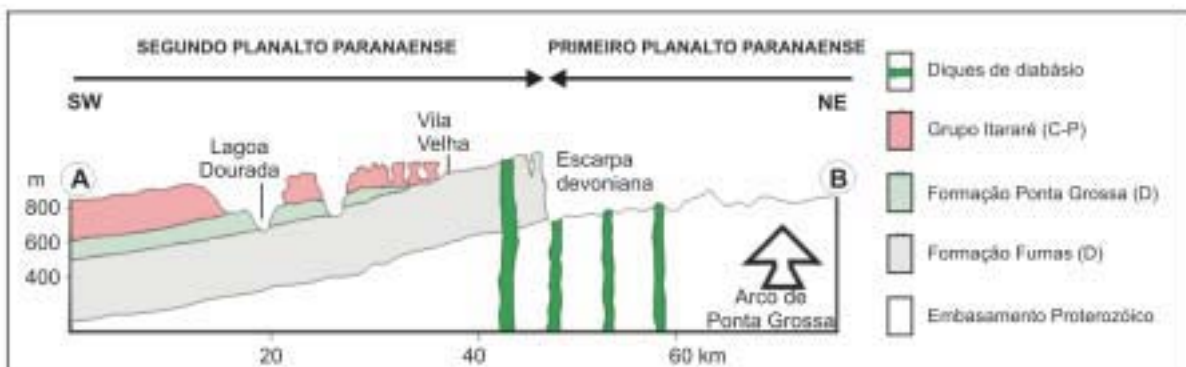 SEGUNDO PLANALTO PARANAENSE
PRIMEIRO PLANALTO PARANAENSE
SW
NE
Lagoa
Dourada
Vila
Velha
Escarpa
devoniana
m
A
B
800
600
400
Arco de
Ponta Grossa
20
40
60 km
Diques de diabásio
Grupo Itararé (C-P)
Formação Ponta Grossa (D)
Formação Furnas (D)
Embasamento Proterozóico